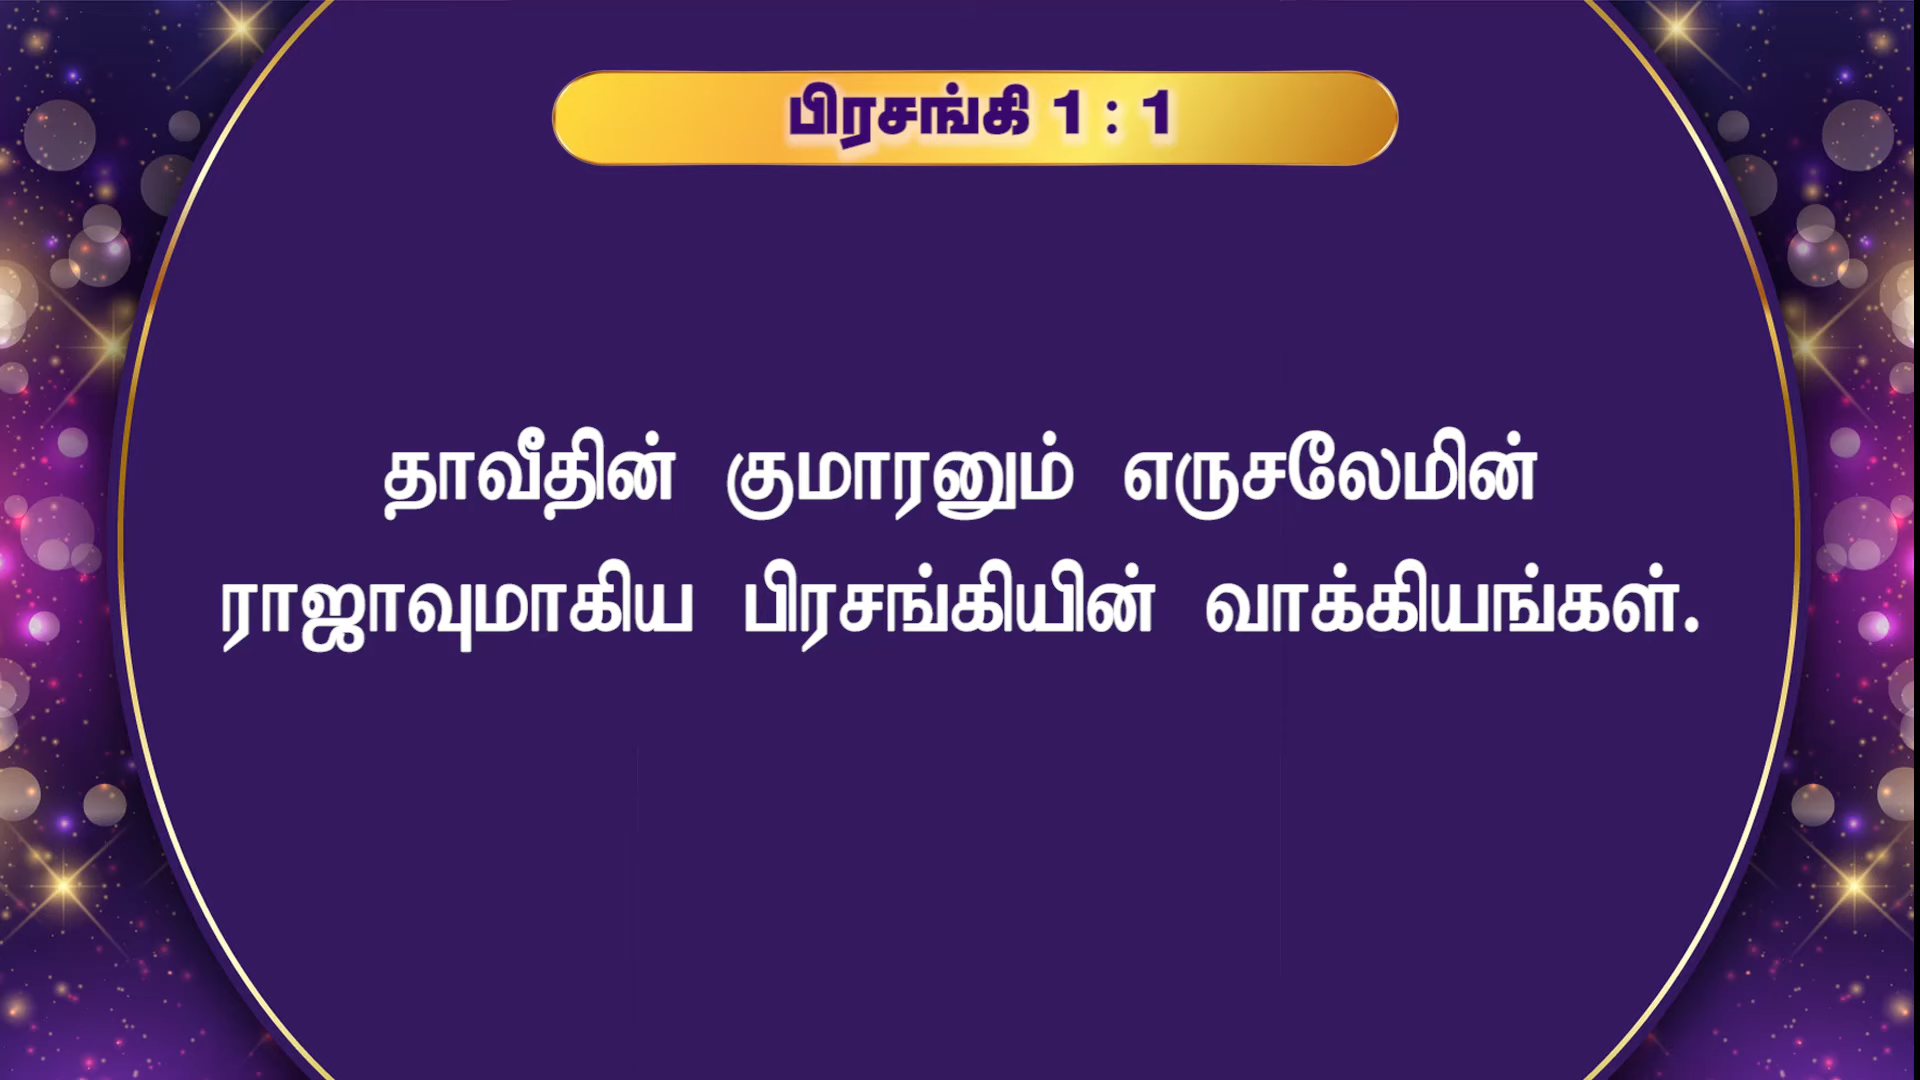 பிரசங்கி 1 : 1
தாவீதின் குமாரனும் எருசலேமின்
ராஜாவுமாகிய பிரசங்கியின் வாக்கியங்கள்.